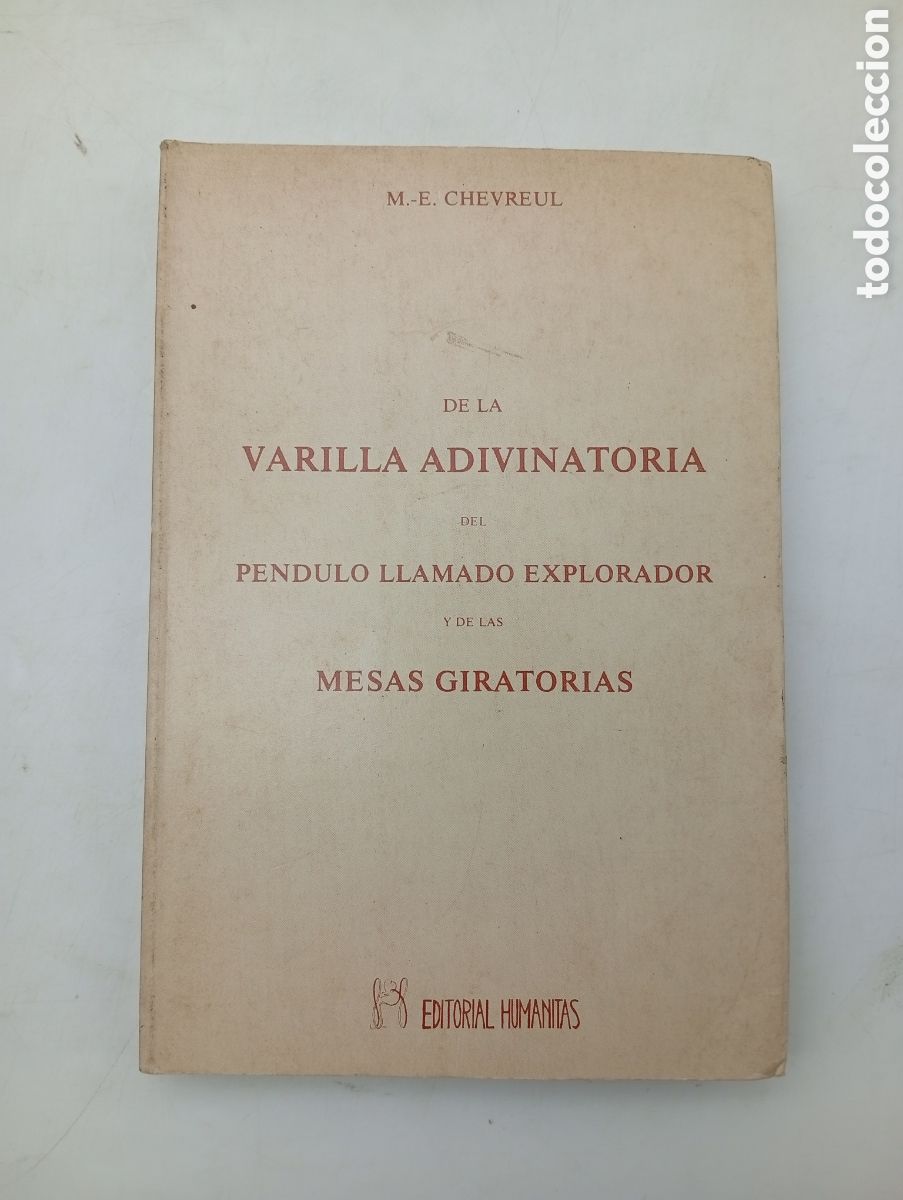 M.-E. CHEVREUL
DE LA
VARILLA ADIVINATORIA
DEL
PENDULO LLAMADO EXPLORADOR
Y DE LAS
MESAS GIRATORIAS
EDITORIAL HUMANITAS
todocoleccion